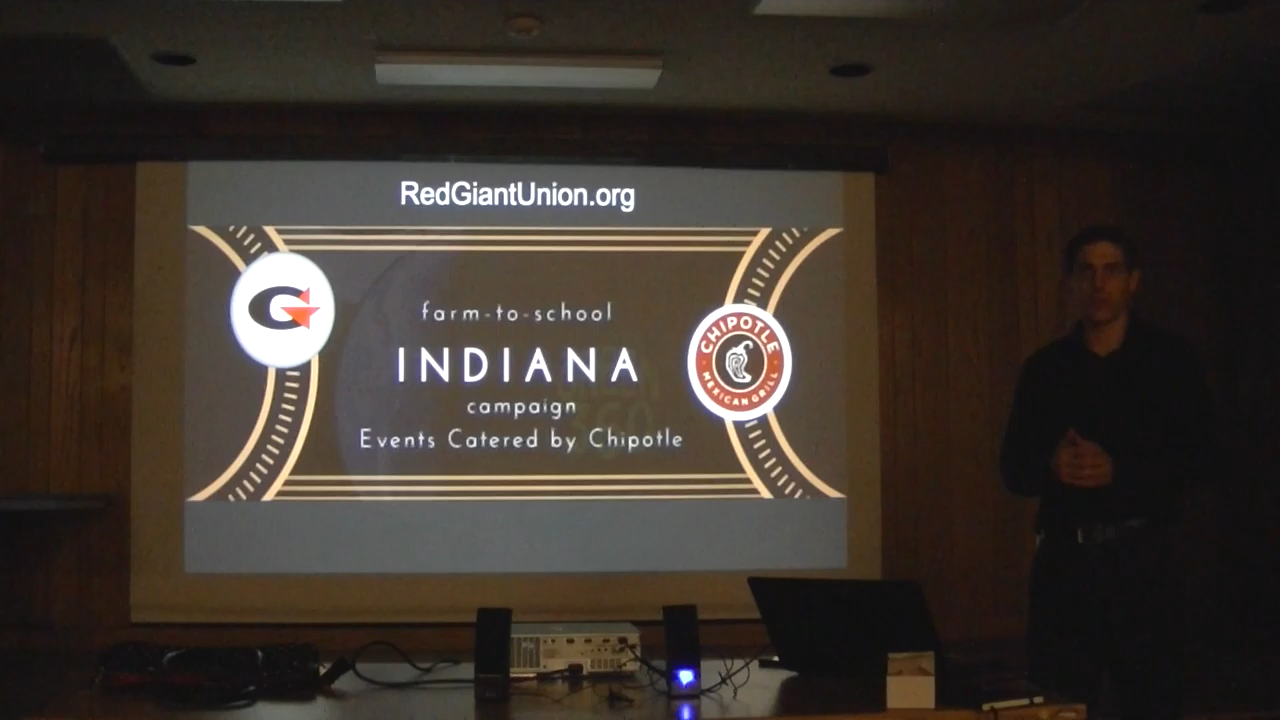 RedGiantUnion.org
farm-to-school
INDIANA
campaign
Events Catered by Chipotle
G
CHIPOTLE
MEXICAN GRILL